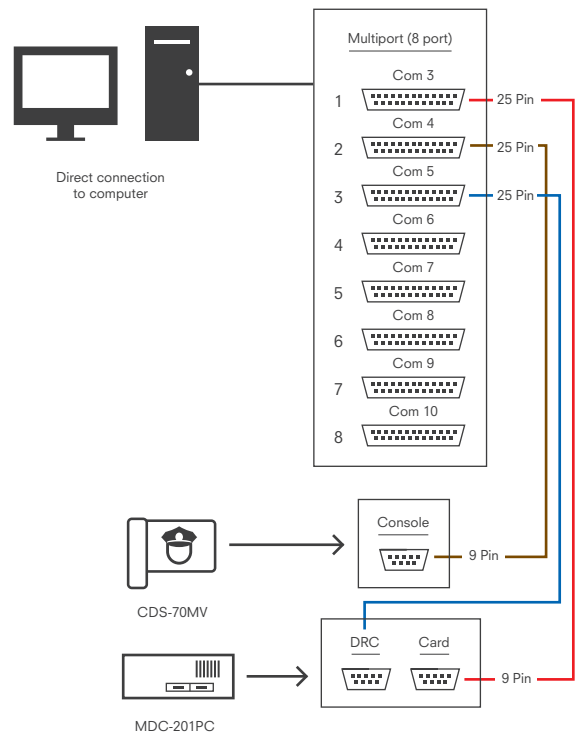 Multiport (8 port)
Com 3
1
25 Pin
Com 4
2
25 Pin
Com 5
3
25 Pin
Com 6
4
Com 7
5
Com 8
6
Com 9
7
Com 10
8
Direct connection
to computer
Console
9 Pin
CDS-70MV
DRC
Card
9 Pin
MDC-201PC